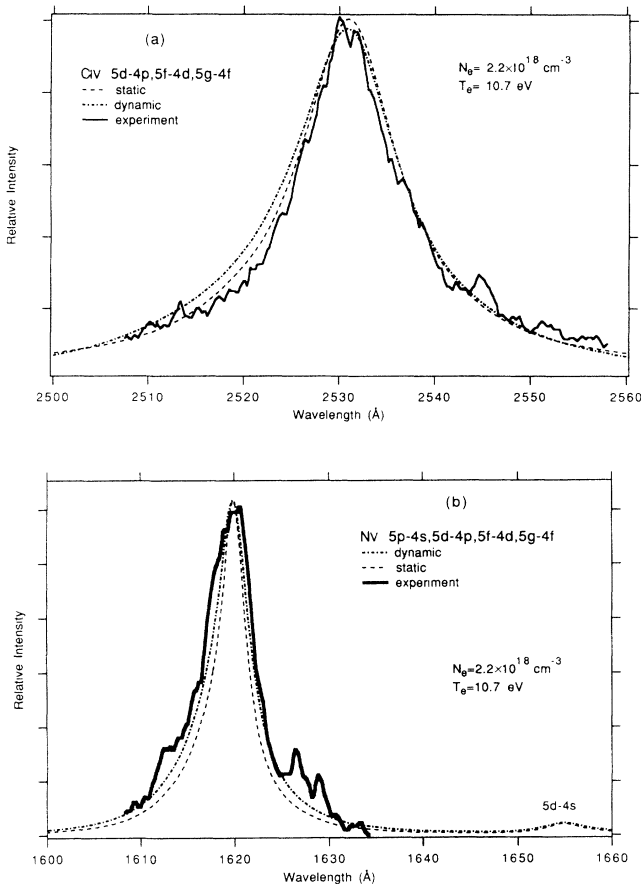 (a)
CIV 5d-4p,5f-4d,5g-4f
static
dynamic
experiment
Ne= 2.2×10^18 cm^-3
Te= 10.7 eV
Relative Intensity
2500 2510 2520 2530 2540 2550 2560
Wavelength (Å)
(b)
NV 5p-4s,5d-4p,5f-4d,5g-4f
dynamic
static
experiment
Ne=2.2×10^18 cm^-3
Te=10.7 eV
Relative Intensity
5d-4s
1600 1610 1620 1630 1640 1650 1660
Wavelength (Å)